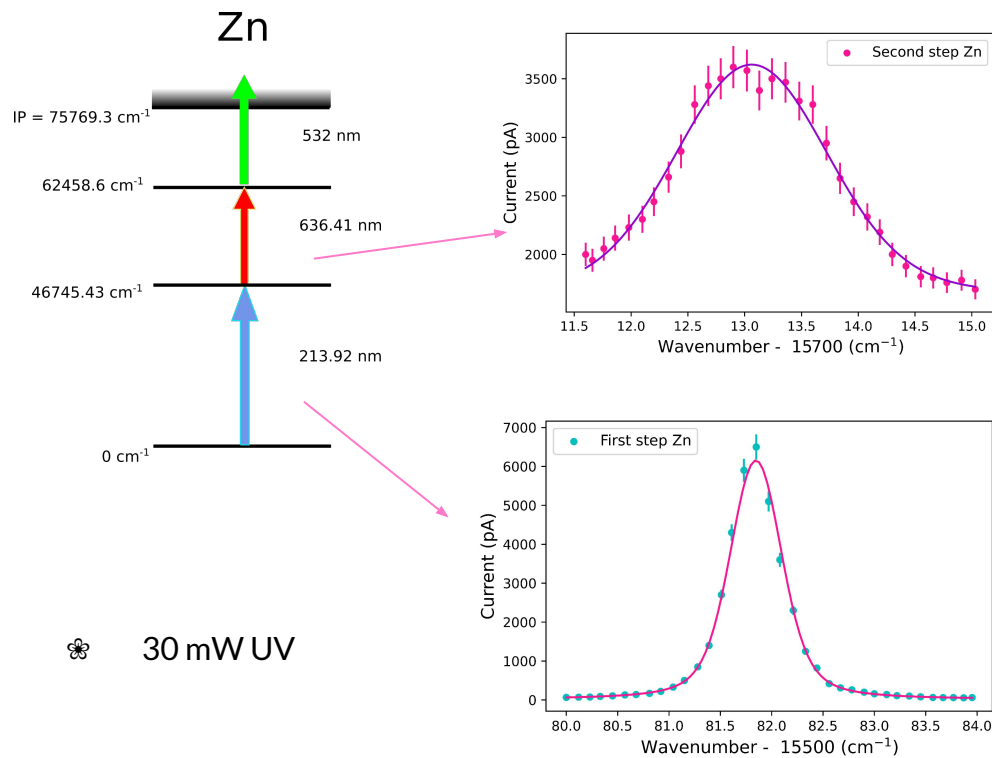 Zn
IP = 75769.3 cm⁻¹
532 nm
62458.6 cm⁻¹
636.41 nm
46745.43 cm⁻¹
213.92 nm
0 cm⁻¹
❀ 30 mW UV
Second step Zn
Current (pA)
3500
3000
2500
2000
11.5 12.0 12.5 13.0 13.5 14.0 14.5 15.0
Wavenumber - 15700 (cm⁻¹)
First step Zn
Current (pA)
7000
6000
5000
4000
3000
2000
1000
0
80.0 80.5 81.0 81.5 82.0 82.5 83.0 83.5 84.0
Wavenumber - 15500 (cm⁻¹)